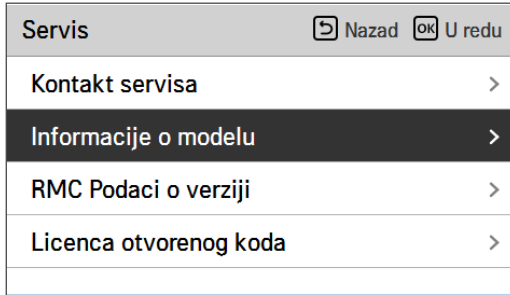 Servis Nazad OK U redu
Kontakt servisa
Informacije o modelu
RMC Podaci o verziji
Licenca otvorenog koda